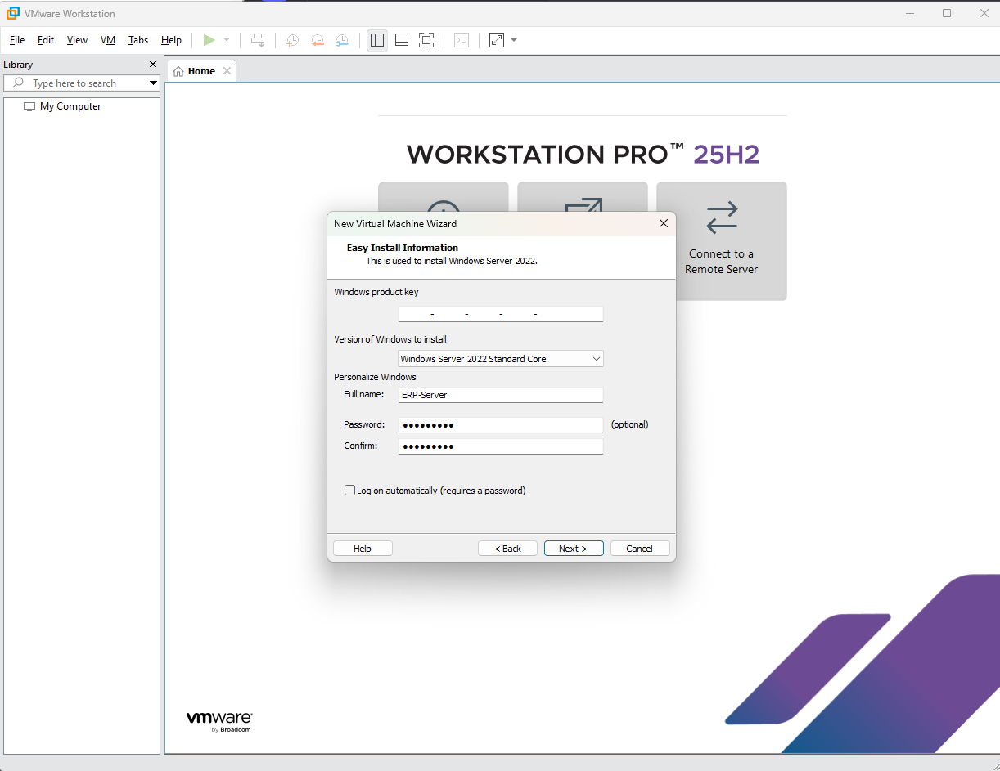 VMware Workstation
File Edit View VM Tabs Help
Library
Type here to search
My Computer
Home
WORKSTATION PRO™ 25H2
Connect to a
Remote Server
New Virtual Machine Wizard
Easy Install Information
This is used to install Windows Server 2022.
Windows product key
- - - -
Version of Windows to install
Windows Server 2022 Standard Core
Personalize Windows
Full name: ERP-Server
Password: ●●●●●●●●● (optional)
Confirm: ●●●●●●●●●
Log on automatically (requires a password)
Help < Back Next > Cancel
vmware®
by Broadcom